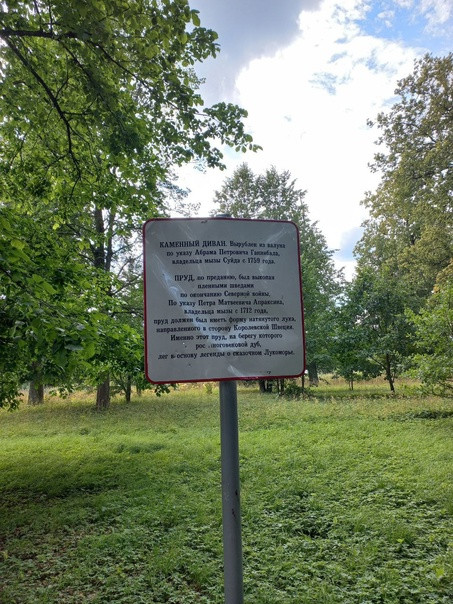 КАМЕННЫЙ ДИВАН. Вырублен из валуна
по указу Абрама Петровича Ганнибала,
владельца мызы Суйда с 1759 года.
ПРУД, по преданию, был выкопан
пленными шведами
по окончанию Северной войны.
По указу Петра Матвеевича Апраксина,
владельца мызы с 1712 года,
пруд должен был иметь форму натянутого лука,
направленного в сторону Королевской Швеции.
Именно этот пруд, на берегу которого
рос многовековой дуб,
лег в основу легенды о сказочном Лукоморье.